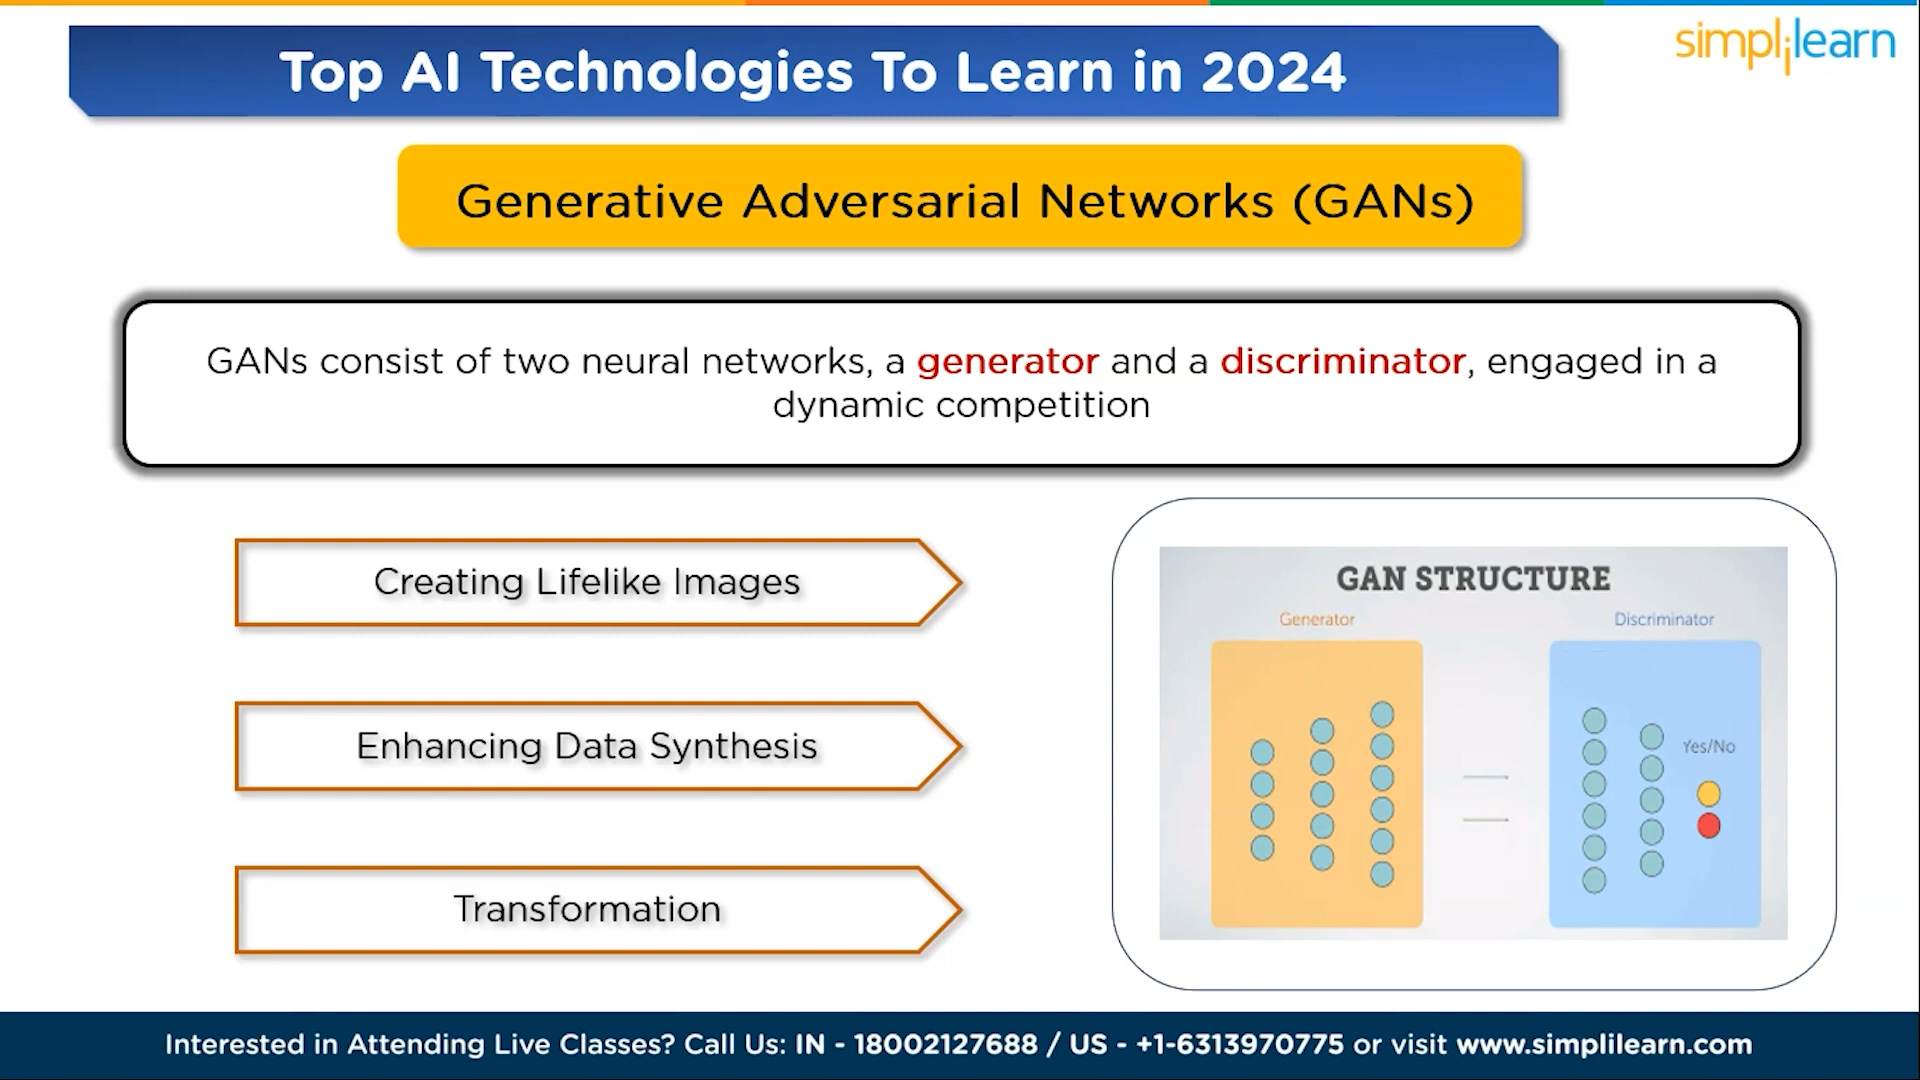 simplilearn
Top AI Technologies To Learn in 2024
Generative Adversarial Networks (GANs)
GANs consist of two neural networks, a generator and a discriminator, engaged in a
dynamic competition
Creating Lifelike Images
Enhancing Data Synthesis
Transformation
GAN STRUCTURE
Generator
Discriminator
Yes/No
Interested in Attending Live Classes? Call Us: IN - 18002127688 / US - +1-6313970775 or visit www.simplilearn.com